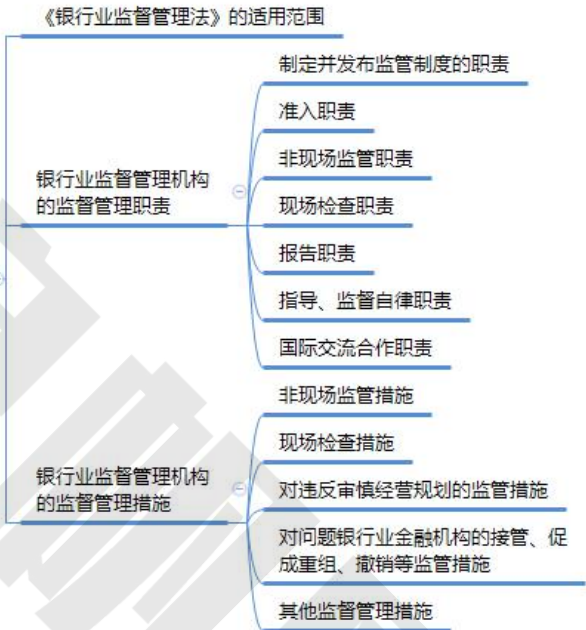 《银行业监督管理法》的适用范围
制定并发布监管制度的职责
准入职责
非现场监管职责
银行业监督管理机构
的监督管理职责
现场检查职责
报告职责
指导、监督自律职责
国际交流合作职责
非现场监管措施
现场检查措施
银行业监督管理机构
的监督管理措施
对违反审慎经营规划的监管措施
对问题银行业金融机构的接管、促
成重组、撤销等监管措施
其他监督管理措施